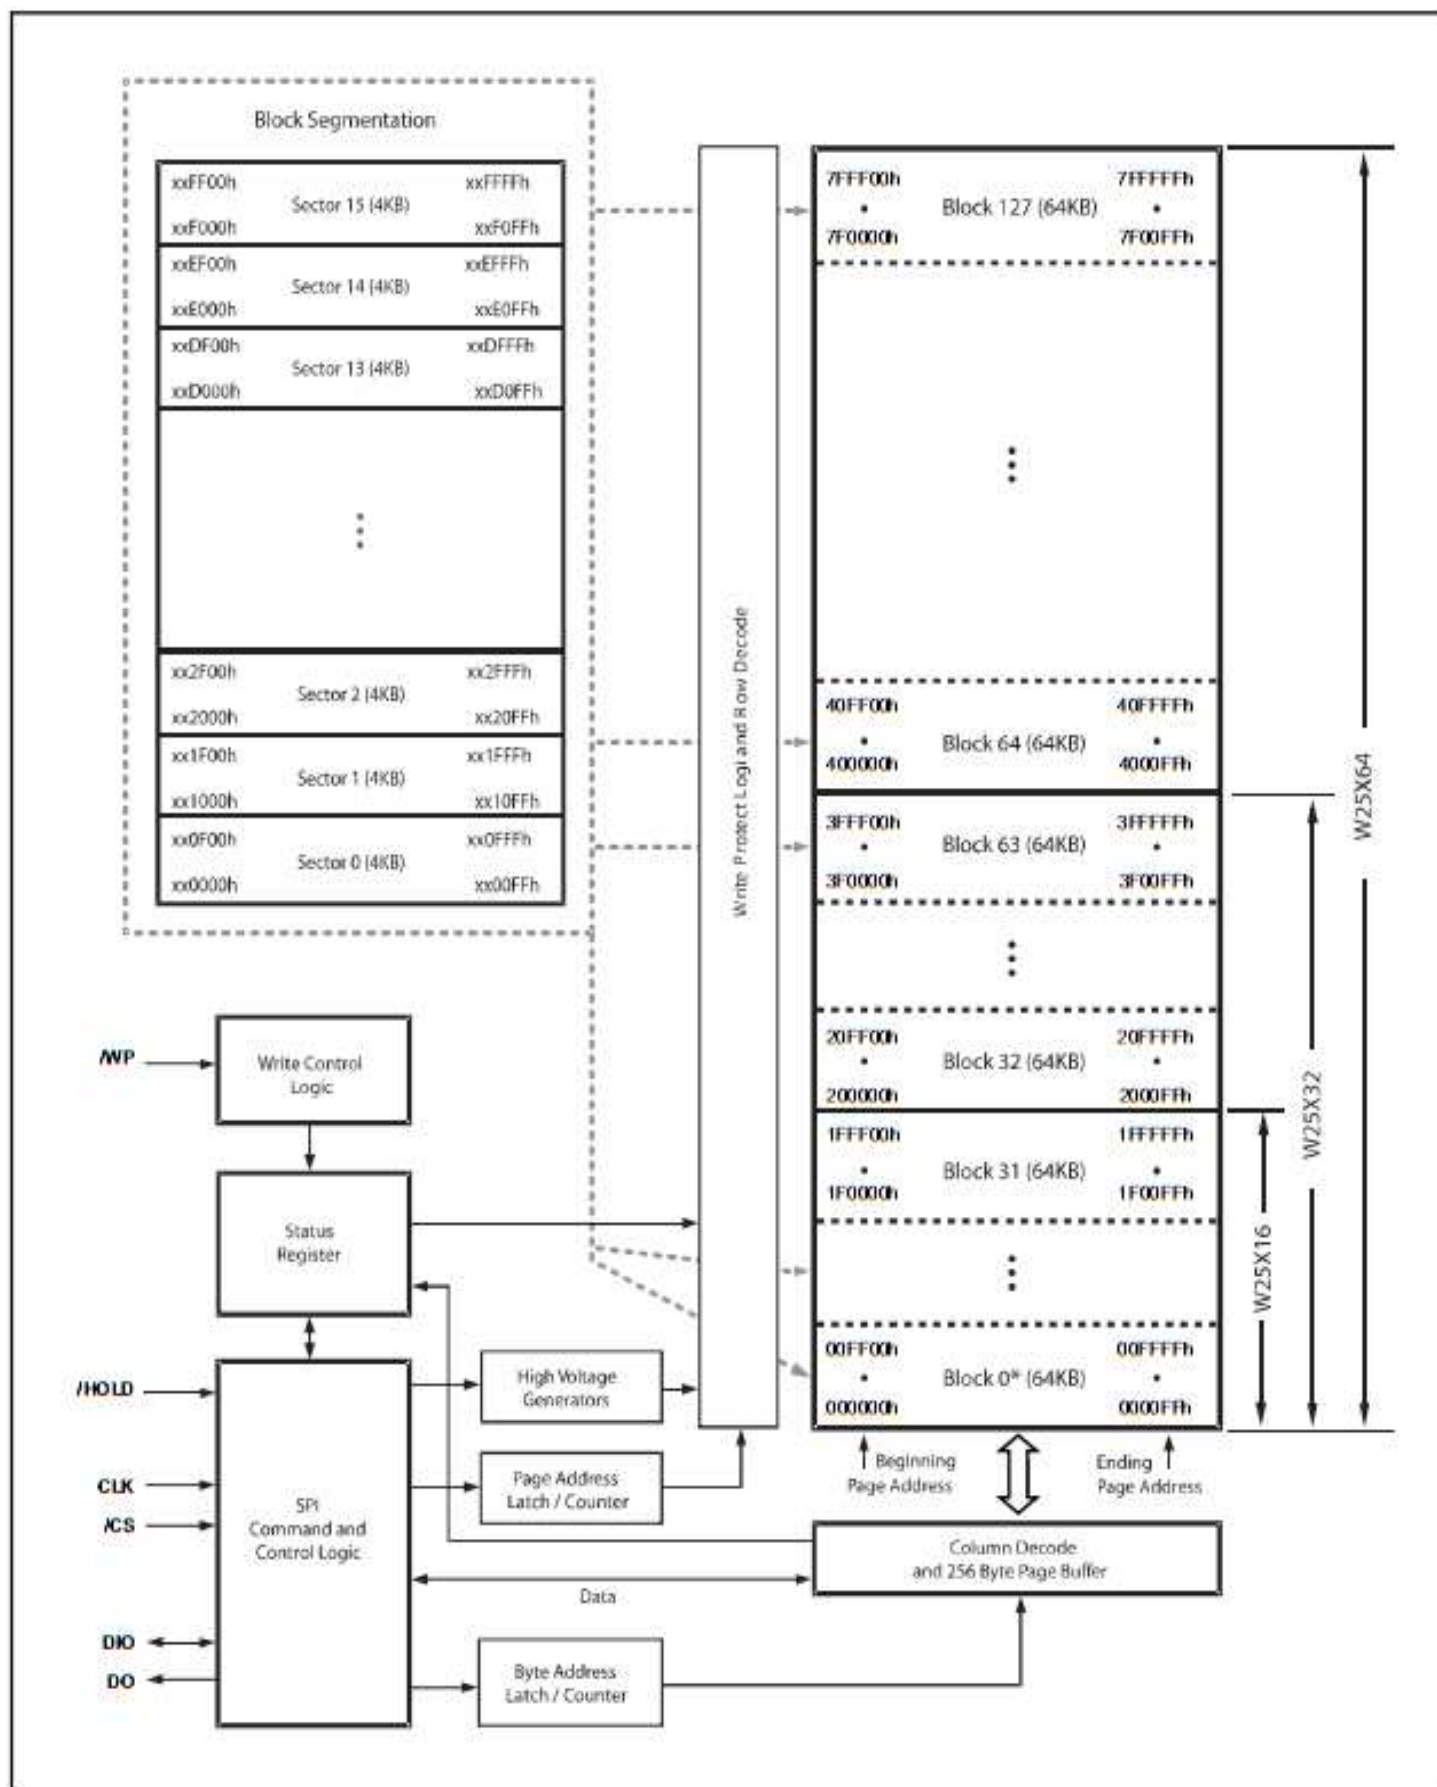 Block Segmentation
xxFF00h xxFFFFh
Sector 15 (4KB)
xxF000h xxF0FFh
xxEF00h xxEFFFh
Sector 14 (4KB)
xxE000h xxE0FFh
xxDF00h xxDFFFh
Sector 13 (4KB)
xxD000h xxD0FFh
xx2F00h xx2FFFh
Sector 2 (4KB)
xx2000h xx20FFh
xx1F00h xx1FFFh
Sector 1 (4KB)
xx1000h xx10FFh
xx0F00h xx0FFFh
Sector 0 (4KB)
xx0000h xx00FFh
Write Protect Logi and Row Decode
7FFF00h 7FFFFFh
Block 127 (64KB)
7F0000h 7F00FFh
40FF00h 40FFFFh
Block 64 (64KB)
400000h 4000FFh
3FFF00h 3FFFFFh
Block 63 (64KB)
3F0000h 3F00FFh
20FF00h 20FFFFh
Block 32 (64KB)
200000h 2000FFh
1FFF00h 1FFFFFh
Block 31 (64KB)
1F0000h 1F00FFh
00FF00h 00FFFFh
Block 0* (64KB)
000000h 0000FFh
W25X64
W25X32
W25X16
Beginning
Page Address
Ending
Page Address
/WP
Write Control
Logic
Status
Register
/HOLD
CLK
/CS
DIO
DO
SPI
Command and
Control Logic
High Voltage
Generators
Page Address
Latch / Counter
Column Decode
and 256 Byte Page Buffer
Data
Byte Address
Latch / Counter